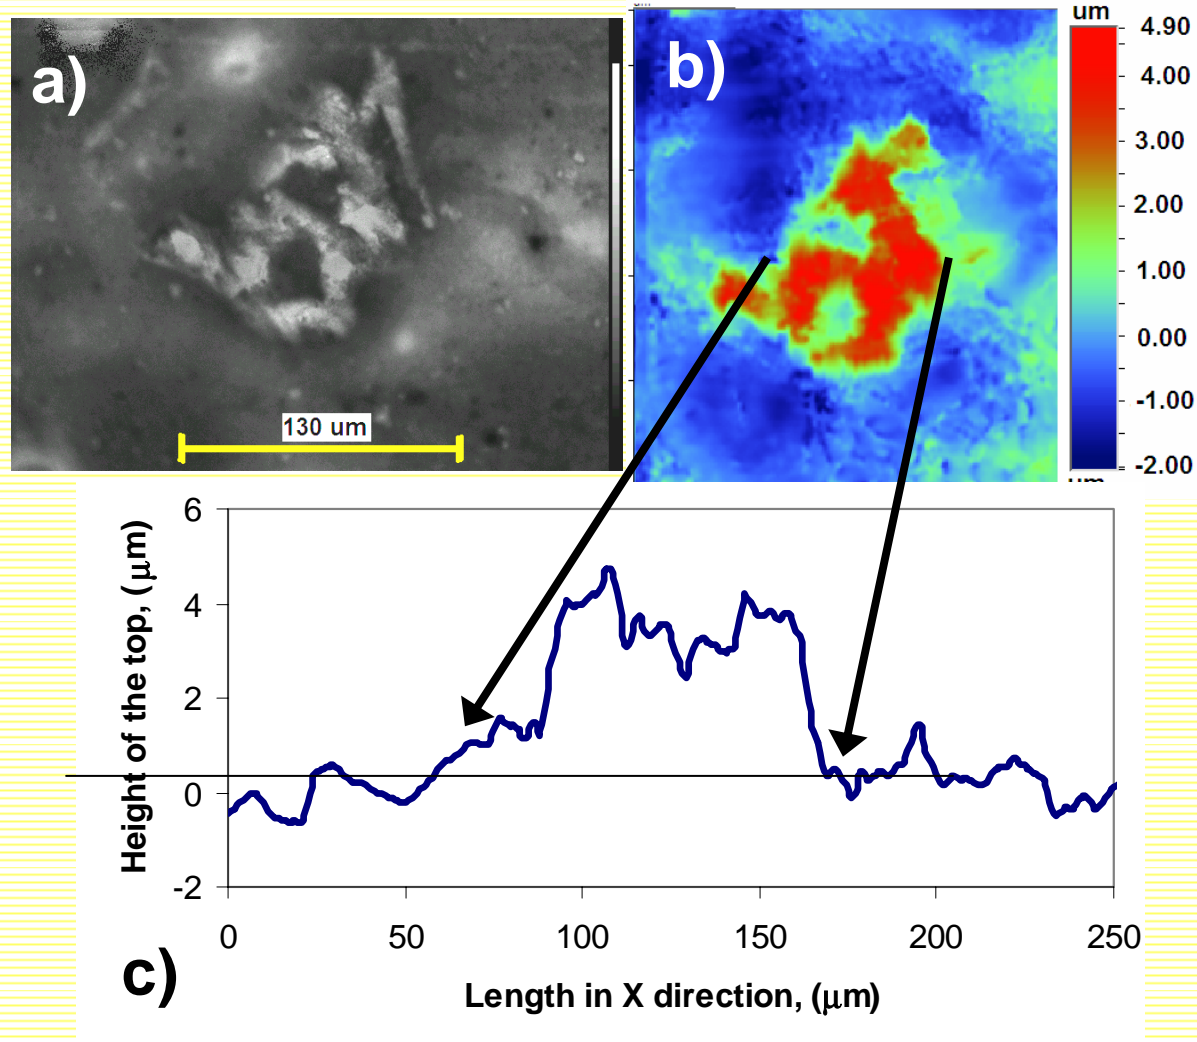 a)
130 um
b)
um
4.90
4.00
3.00
2.00
1.00
0.00
-1.00
-2.00
Height of the top, (μm)
6
4
2
0
-2
0 50 100 150 200 250
Length in X direction, (μm)
c)